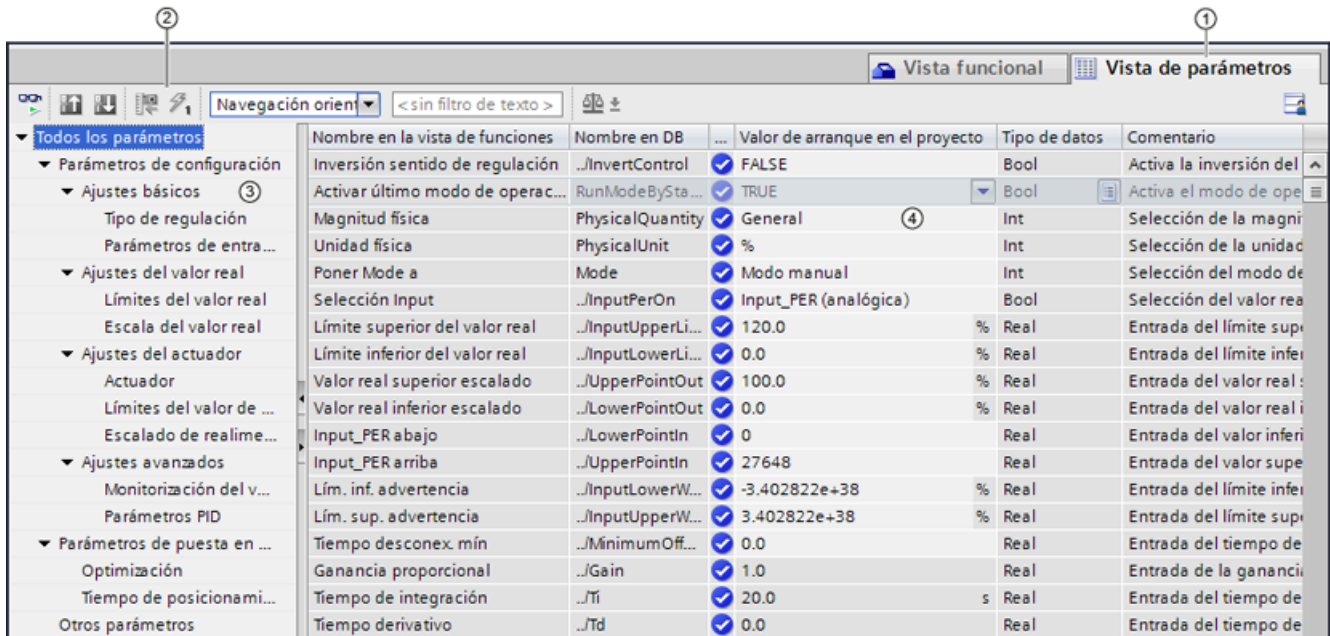 ② ①
Vista funcional Vista de parámetros
Navegación orient <sin filtro de texto>
Todos los parámetros Nombre en la vista de funciones Nombre en DB ... Valor de arranque en el proyecto Tipo de datos Comentario
Parámetros de configuración Inversión sentido de regulación ../InvertControl FALSE Bool Activa la inversión del
Ajustes básicos ③ Activar último modo de operac... RunModeBySta... TRUE Bool Activa el modo de ope
Tipo de regulación Magnitud física PhysicalQuantity General ④ Int Selección de la magni
Parámetros de entra... Unidad física PhysicalUnit % Int Selección de la unidad
Ajustes del valor real Poner Mode a Mode Modo manual Int Selección del modo de
Límites del valor real Selección Input ../InputPerOn Input_PER (analógica) Bool Selección del valor rea
Escala del valor real Límite superior del valor real ../InputUpperLi... 120.0 % Real Entrada del límite supe
Ajustes del actuador Límite inferior del valor real ../InputLowerLi... 0.0 % Real Entrada del límite infer
Actuador Valor real superior escalado ../UpperPointOut 100.0 % Real Entrada del valor real s
Límites del valor de ... Valor real inferior escalado ../LowerPointOut 0.0 % Real Entrada del valor real i
Escalado de realime... Input_PER abajo ../LowerPointIn 0 Real Entrada del valor inferi
Ajustes avanzados Input_PER arriba ../UpperPointIn 27648 Real Entrada del valor supe
Monitorización del v... Lím. inf. advertencia ../InputLowerW... -3.402822e+38 % Real Entrada del límite infer
Parámetros PID Lím. sup. advertencia ../InputUpperW... 3.402822e+38 % Real Entrada del límite supe
Parámetros de puesta en ... Tiempo desconex. mín ../MinimumOff... 0.0 Real Entrada del tiempo de
Optimización Ganancia proporcional ../Gain 1.0 Real Entrada de la ganancia
Tiempo de posicionami... Tiempo de integración ../Ti 20.0 s Real Entrada del tiempo de
Otros parámetros Tiempo derivativo ../Td 0.0 Real Entrada del tiempo de